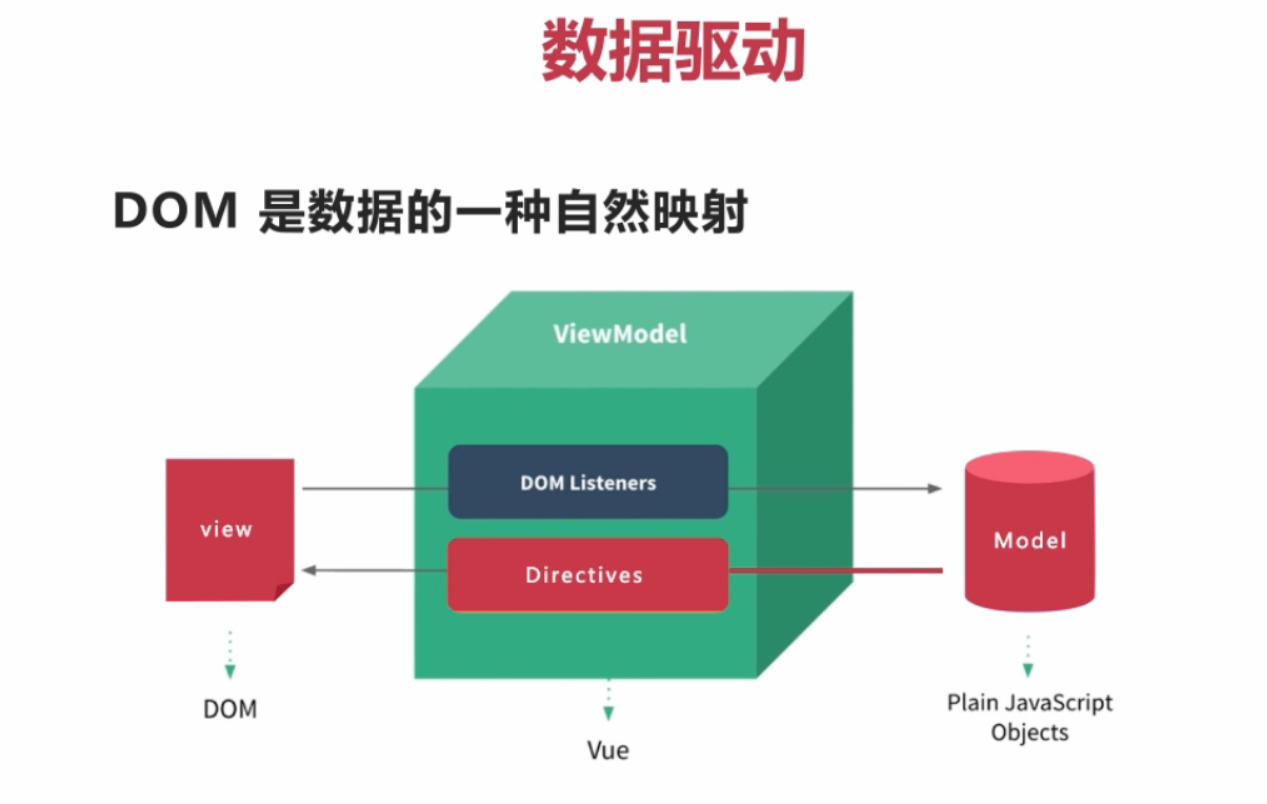 数据驱动
DOM 是数据的一种自然映射
ViewModel
DOM Listeners
view
Directives
Model
DOM
Vue
Plain JavaScript
Objects